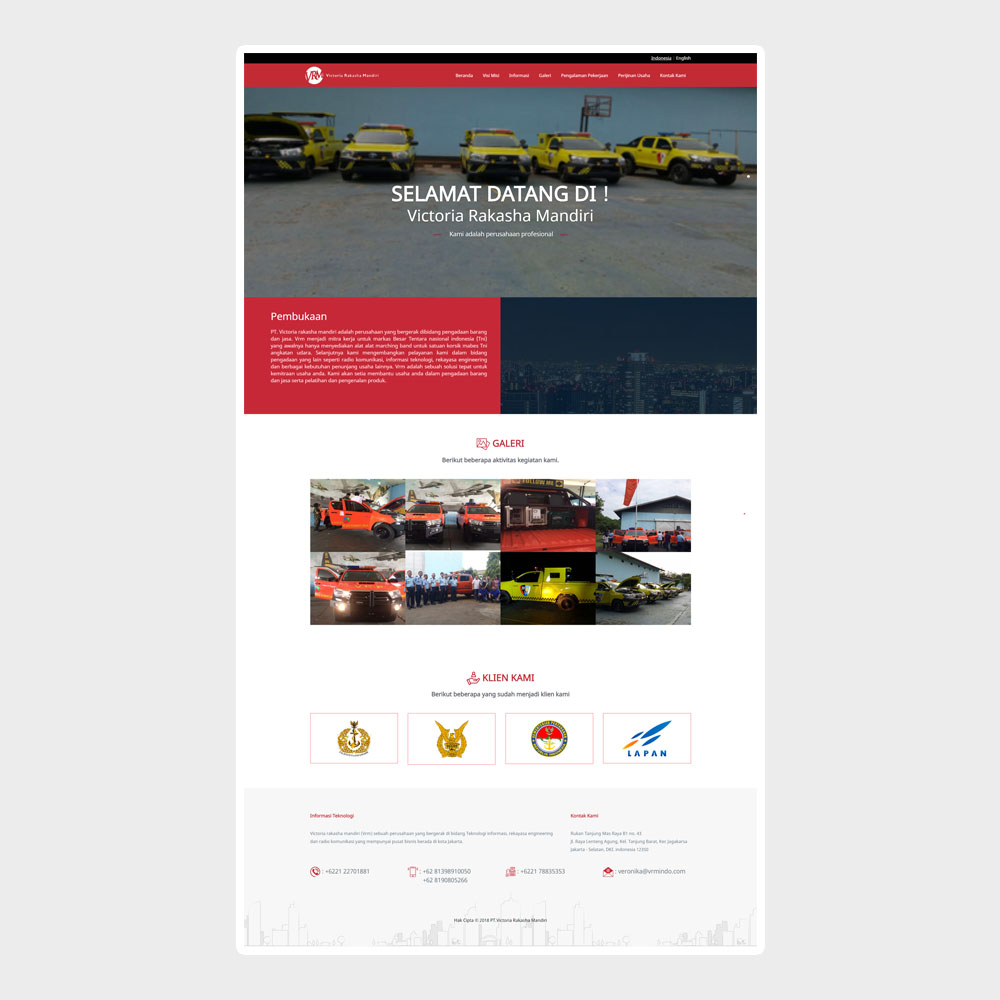 Indonesia English
VRM Victoria Rakasha Mandiri
Beranda Visi Misi Informasi Galeri Pengalaman Pekerjaan Perijinan Usaha Kontak Kami
SELAMAT DATANG DI !
Victoria Rakasha Mandiri
Kami adalah perusahaan profesional
Pembukaan
PT. Victoria rakasha mandiri adalah perusahaan yang bergerak dibidang pengadaan barang
dan jasa. Vrm menjadi mitra kerja untuk markas Besar Tentara nasional indonesia [Tni]
yang awalnya hanya menyediakan alat alat marching band untuk satuan korsik mabes Tni
angkatan udara. Selanjutnya kami mengembangkan pelayanan kami dalam bidang
pengadaan yang lain seperti radio komunikasi, informasi teknologi, rekayasa engineering
dan berbagai kebutuhan penunjang usaha lainnya. Vrm adalah sebuah solusi tepat untuk
kemitraan usaha anda. Kami akan setia membantu usaha anda dalam pengadaan barang
dan jasa serta pelatihan dan pengenalan produk.
GALERI
Berikut beberapa aktivitas kegiatan kami.
FOLLOW ME
KLIEN KAMI
Berikut beberapa yang sudah menjadi klien kami
LAPAN
Informasi Teknologi
Victoria rakasha mandiri (Vrm) sebuah perusahaan yang bergerak di bidang Teknologi informasi, rekayasa engineering
dan radio komunikasi yang mempunyai pusat bisnis berada di kota Jakarta.
Kontak Kami
Rukan Tanjung Mas Raya B1 no. 43
Jl. Raya Lenteng Agung, Kel. Tanjung Barat, Kec Jagakarsa
Jakarta - Selatan, DKI, Indonesia 12350
: +6221 22701881
: +62 81398910050
+62 8190805266
: +6221 78835353
: veronika@vrmindo.com
Hak Cipta © 2018 PT.Victoria Rakasha Mandiri